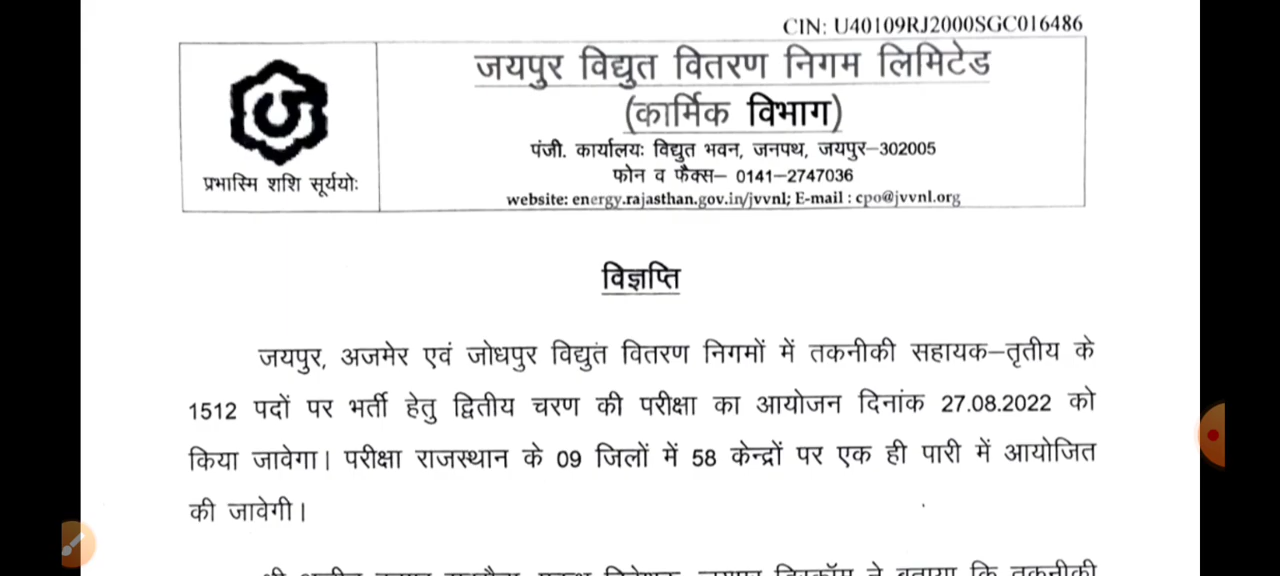 CIN: U40109RJ2000SGC016486
जयपुर विद्युत वितरण निगम लिमिटेड
(कार्मिक विभाग)
पंजी. कार्यालयः विद्युत भवन, जनपथ, जयपुर–302005
फोन व फैक्स– 0141–2747036
website: energy.rajasthan.gov.in/jvvnl; E-mail : cpo@jvvnl.org
प्रभास्मि शशि सूर्ययोः
विज्ञप्ति
जयपुर, अजमेर एवं जोधपुर विद्युत वितरण निगमों में तकनीकी सहायक–तृतीय के
1512 पदों पर भर्ती हेतु द्वितीय चरण की परीक्षा का आयोजन दिनांक 27.08.2022 को
किया जावेगा। परीक्षा राजस्थान के 09 जिलों में 58 केन्द्रों पर एक ही पारी में आयोजित
की जावेगी।
ने बताया कि तकनीकी